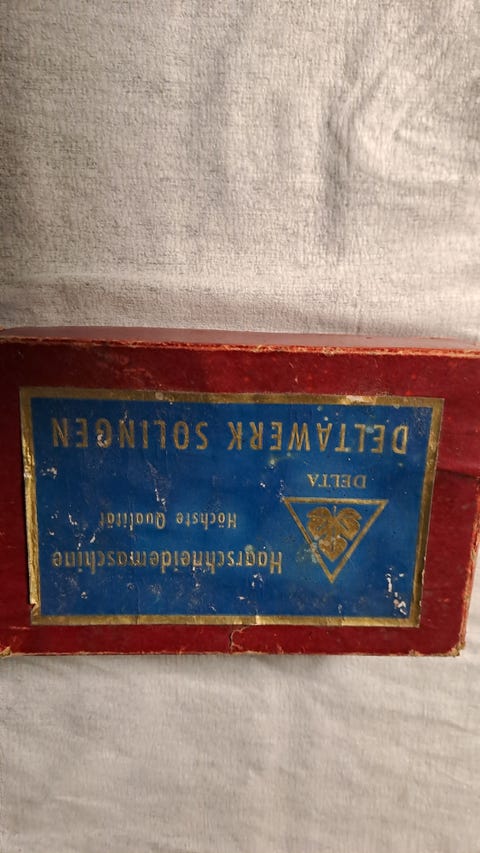 Haarschneidemaschine
Höchste Qualität
DELTA
DELTAWERK SOLINGEN